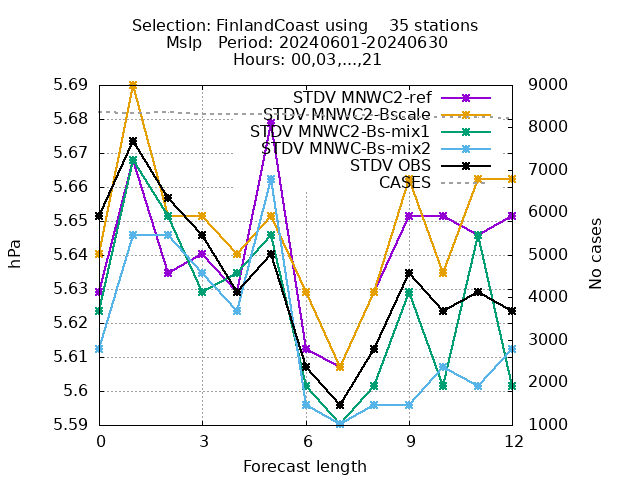 Selection: FinlandCoast using    35 stations
Mslp   Period: 20240601-20240630
Hours: 00,03,...,21
STDV MNWC2-ref
STDV MNWC2-Bscale
STDV MNWC2-Bs-mix1
STDV MNWC-Bs-mix2
STDV OBS
CASES
hPa
5.69
5.68
5.67
5.66
5.65
5.64
5.63
5.62
5.61
5.6
5.59
9000
8000
7000
6000
5000
4000
3000
2000
1000
No cases
0
3
6
9
12
Forecast length